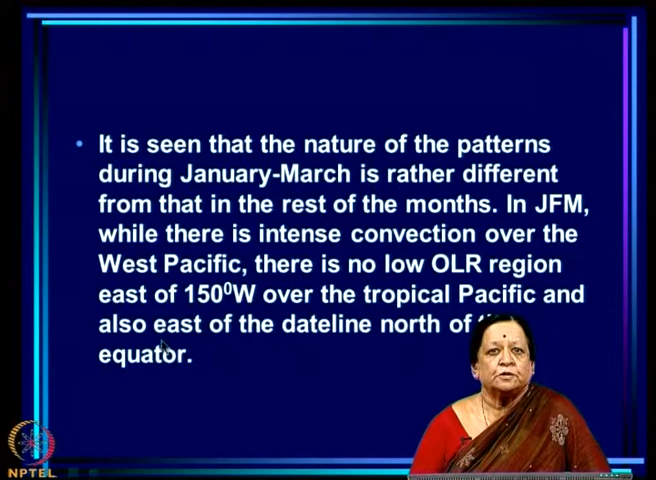 • It is seen that the nature of the patterns
during January-March is rather different
from that in the rest of the months. In JFM,
while there is intense convection over the
West Pacific, there is no low OLR region
east of 150⁰W over the tropical Pacific and
also east of the dateline north of
equator.
NPTEL